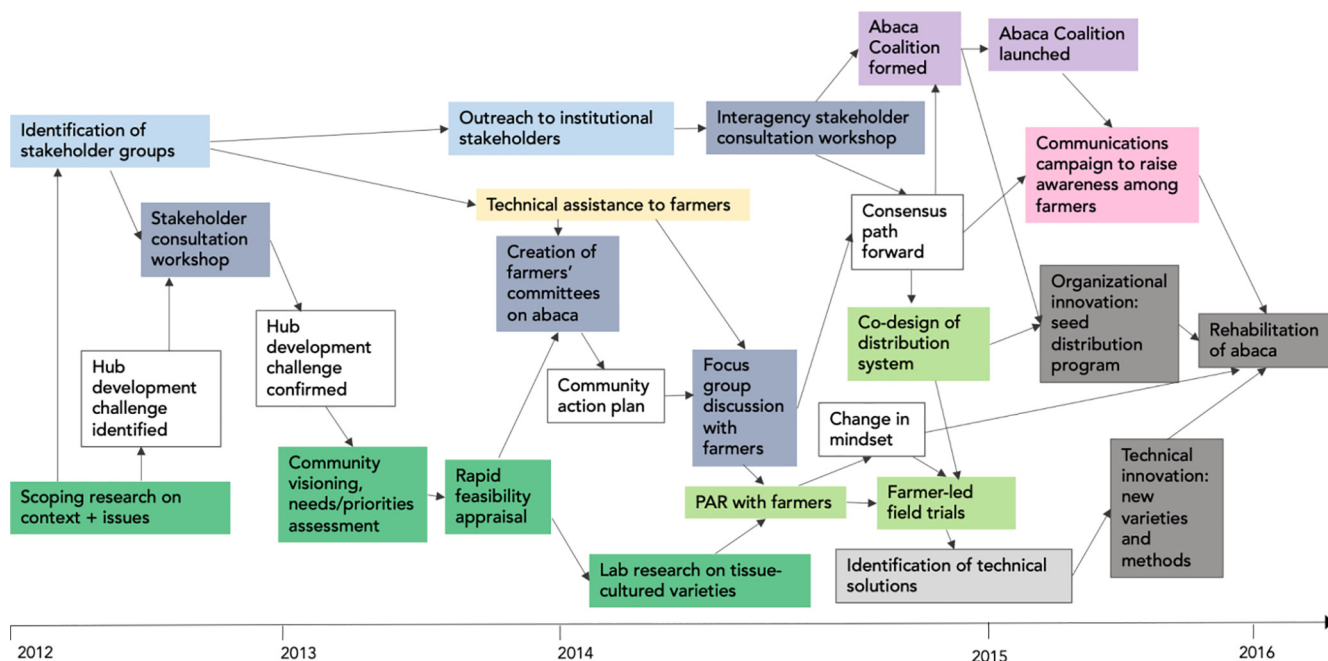 Abaca
Coalition
formed
Abaca Coalition
launched
Identification of
stakeholder groups
Outreach to institutional
stakeholders
Interagency stakeholder
consultation workshop
Communications
campaign to raise
awareness among
farmers
Technical assistance to farmers
Stakeholder
consultation
workshop
Consensus
path
forward
Creation of
farmers'
committees
on abaca
Hub
development
challenge
confirmed
Organizational
innovation:
seed
distribution
program
Co-design of
distribution
system
Rehabilitation
of abaca
Hub
development
challenge
identified
Community
action plan
Focus
group
discussion
with
farmers
Change in
mindset
Technical
innovation:
new
varieties
and
methods
Scoping research on
context + issues
Community
visioning,
needs/priorities
assessment
Rapid
feasibility
appraisal
PAR with farmers
Farmer-led
field trials
Lab research on tissue-
cultured varieties
Identification of technical
solutions
2012
2013
2014
2015
2016